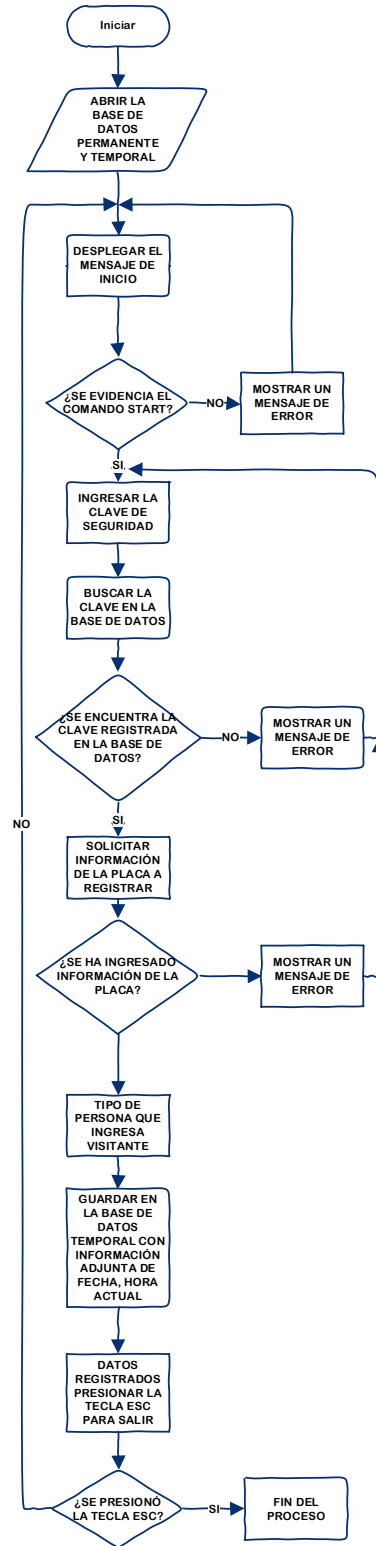 Iniciar
ABRIR LA
BASE DE
DATOS
PERMANENTE
Y TEMPORAL
DESPLEGAR EL
MENSAJE DE
INICIO
¿SE EVIDENCIA EL
COMANDO START?
NO
MOSTRAR UN
MENSAJE DE
ERROR
SI
INGRESAR LA
CLAVE DE
SEGURIDAD
BUSCAR LA
CLAVE EN LA
BASE DE DATOS
¿SE ENCUENTRA LA
CLAVE REGISTRADA
EN LA BASE DE
DATOS?
NO
MOSTRAR UN
MENSAJE DE
ERROR
SI
NO
SOLICITAR
INFORMACIÓN
DE LA PLACA A
REGISTRAR
¿SE HA INGRESADO
INFORMACIÓN DE LA
PLACA?
MOSTRAR UN
MENSAJE DE
ERROR
TIPO DE
PERSONA QUE
INGRESA
VISITANTE
GUARDAR EN
LA BASE DE
DATOS
TEMPORAL CON
INFORMACIÓN
ADJUNTA DE
FECHA, HORA
ACTUAL
DATOS
REGISTRADOS
PRESIONAR LA
TECLA ESC
PARA SALIR
¿SE PRESIONÓ
LA TECLA ESC?
SI
FIN DEL
PROCESO